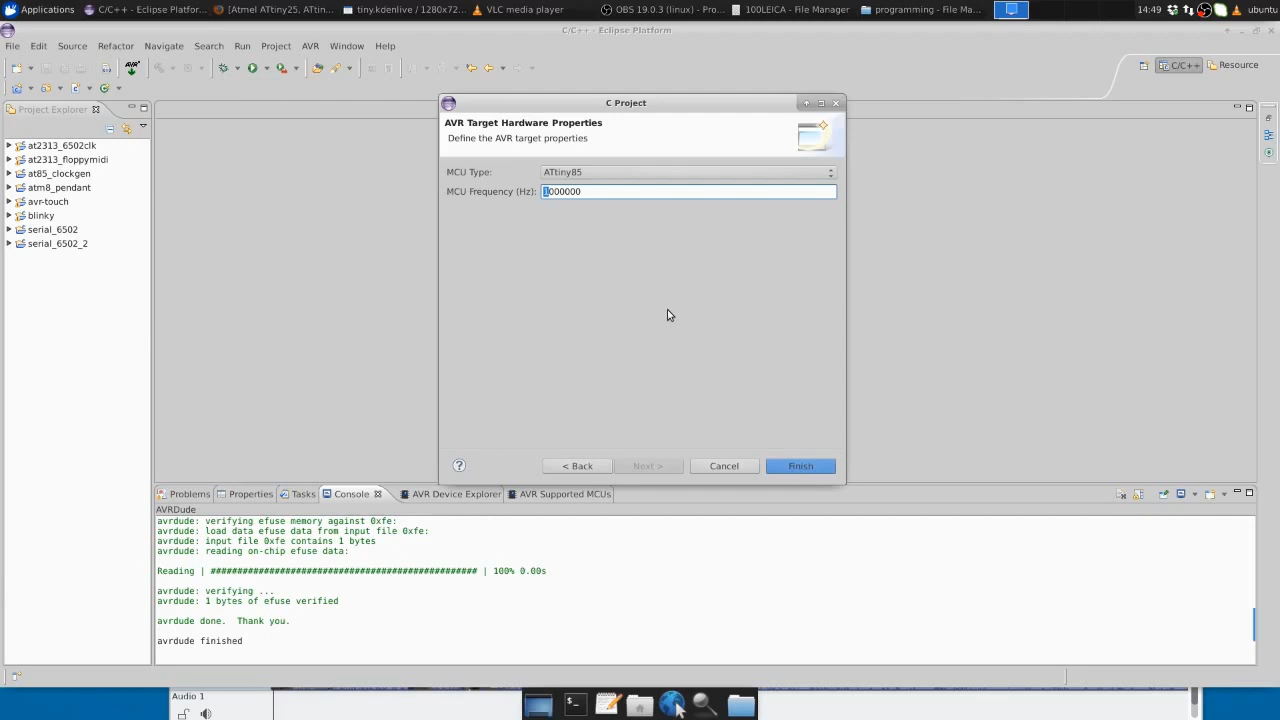 Applications
C/C++ - Eclipse Platfor...
[Atmel ATtiny25, ATtin...
tiny.kdenlive / 1280x72...
VLC media player
OBS 19.0.3 (linux) - Pro...
100LEICA - File Manager
programming - File Ma...
14:49
ubuntu
C/C++ - Eclipse Platform
File Edit Source Refactor Navigate Search Run Project AVR Window Help
C/C++
Resource
Project Explorer
at2313_6502clk
at2313_floppymidi
at85_clockgen
atm8_pendant
avr-touch
blinky
serial_6502
serial_6502_2
C Project
AVR Target Hardware Properties
Define the AVR target properties
MCU Type: ATtiny85
MCU Frequency (Hz): 1000000
< Back Next > Cancel Finish
Problems Properties Tasks Console AVR Device Explorer AVR Supported MCUs
AVRDude
avrdude: verifying efuse memory against 0xfe:
avrdude: load data efuse data from input file 0xfe:
avrdude: input file 0xfe contains 1 bytes
avrdude: reading on-chip efuse data:
Reading | ################################################## | 100% 0.00s
avrdude: verifying ...
avrdude: 1 bytes of efuse verified
avrdude done.  Thank you.
avrdude finished
Audio 1